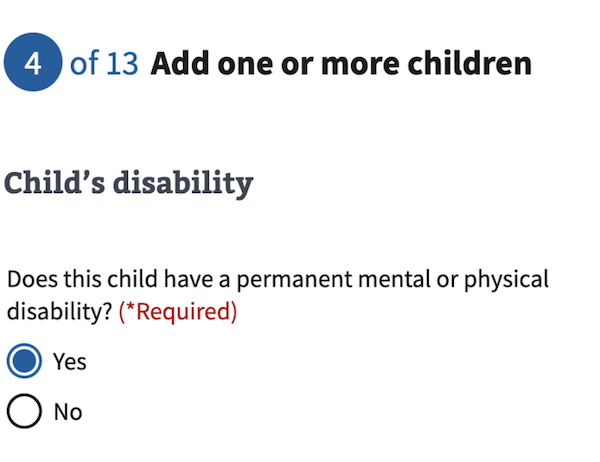 4 of 13 Add one or more children
Child’s disability
Does this child have a permanent mental or physical
disability? (*Required)
Yes
No